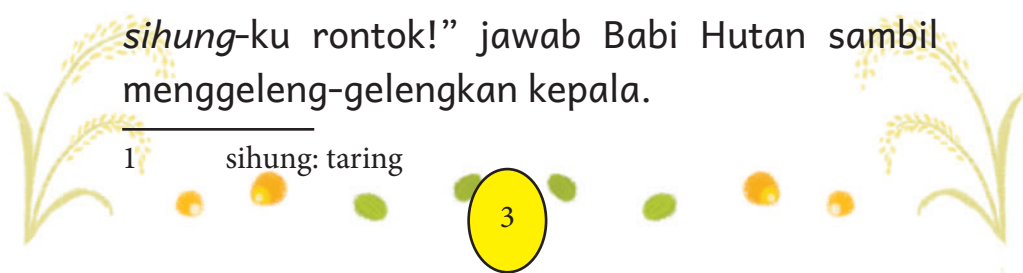 sihung-ku rontok!” jawab Babi Hutan sambil
menggeleng-gelengkan kepala.
1 sihung: taring
3